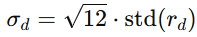 σ_d = √12 · std(r_d)